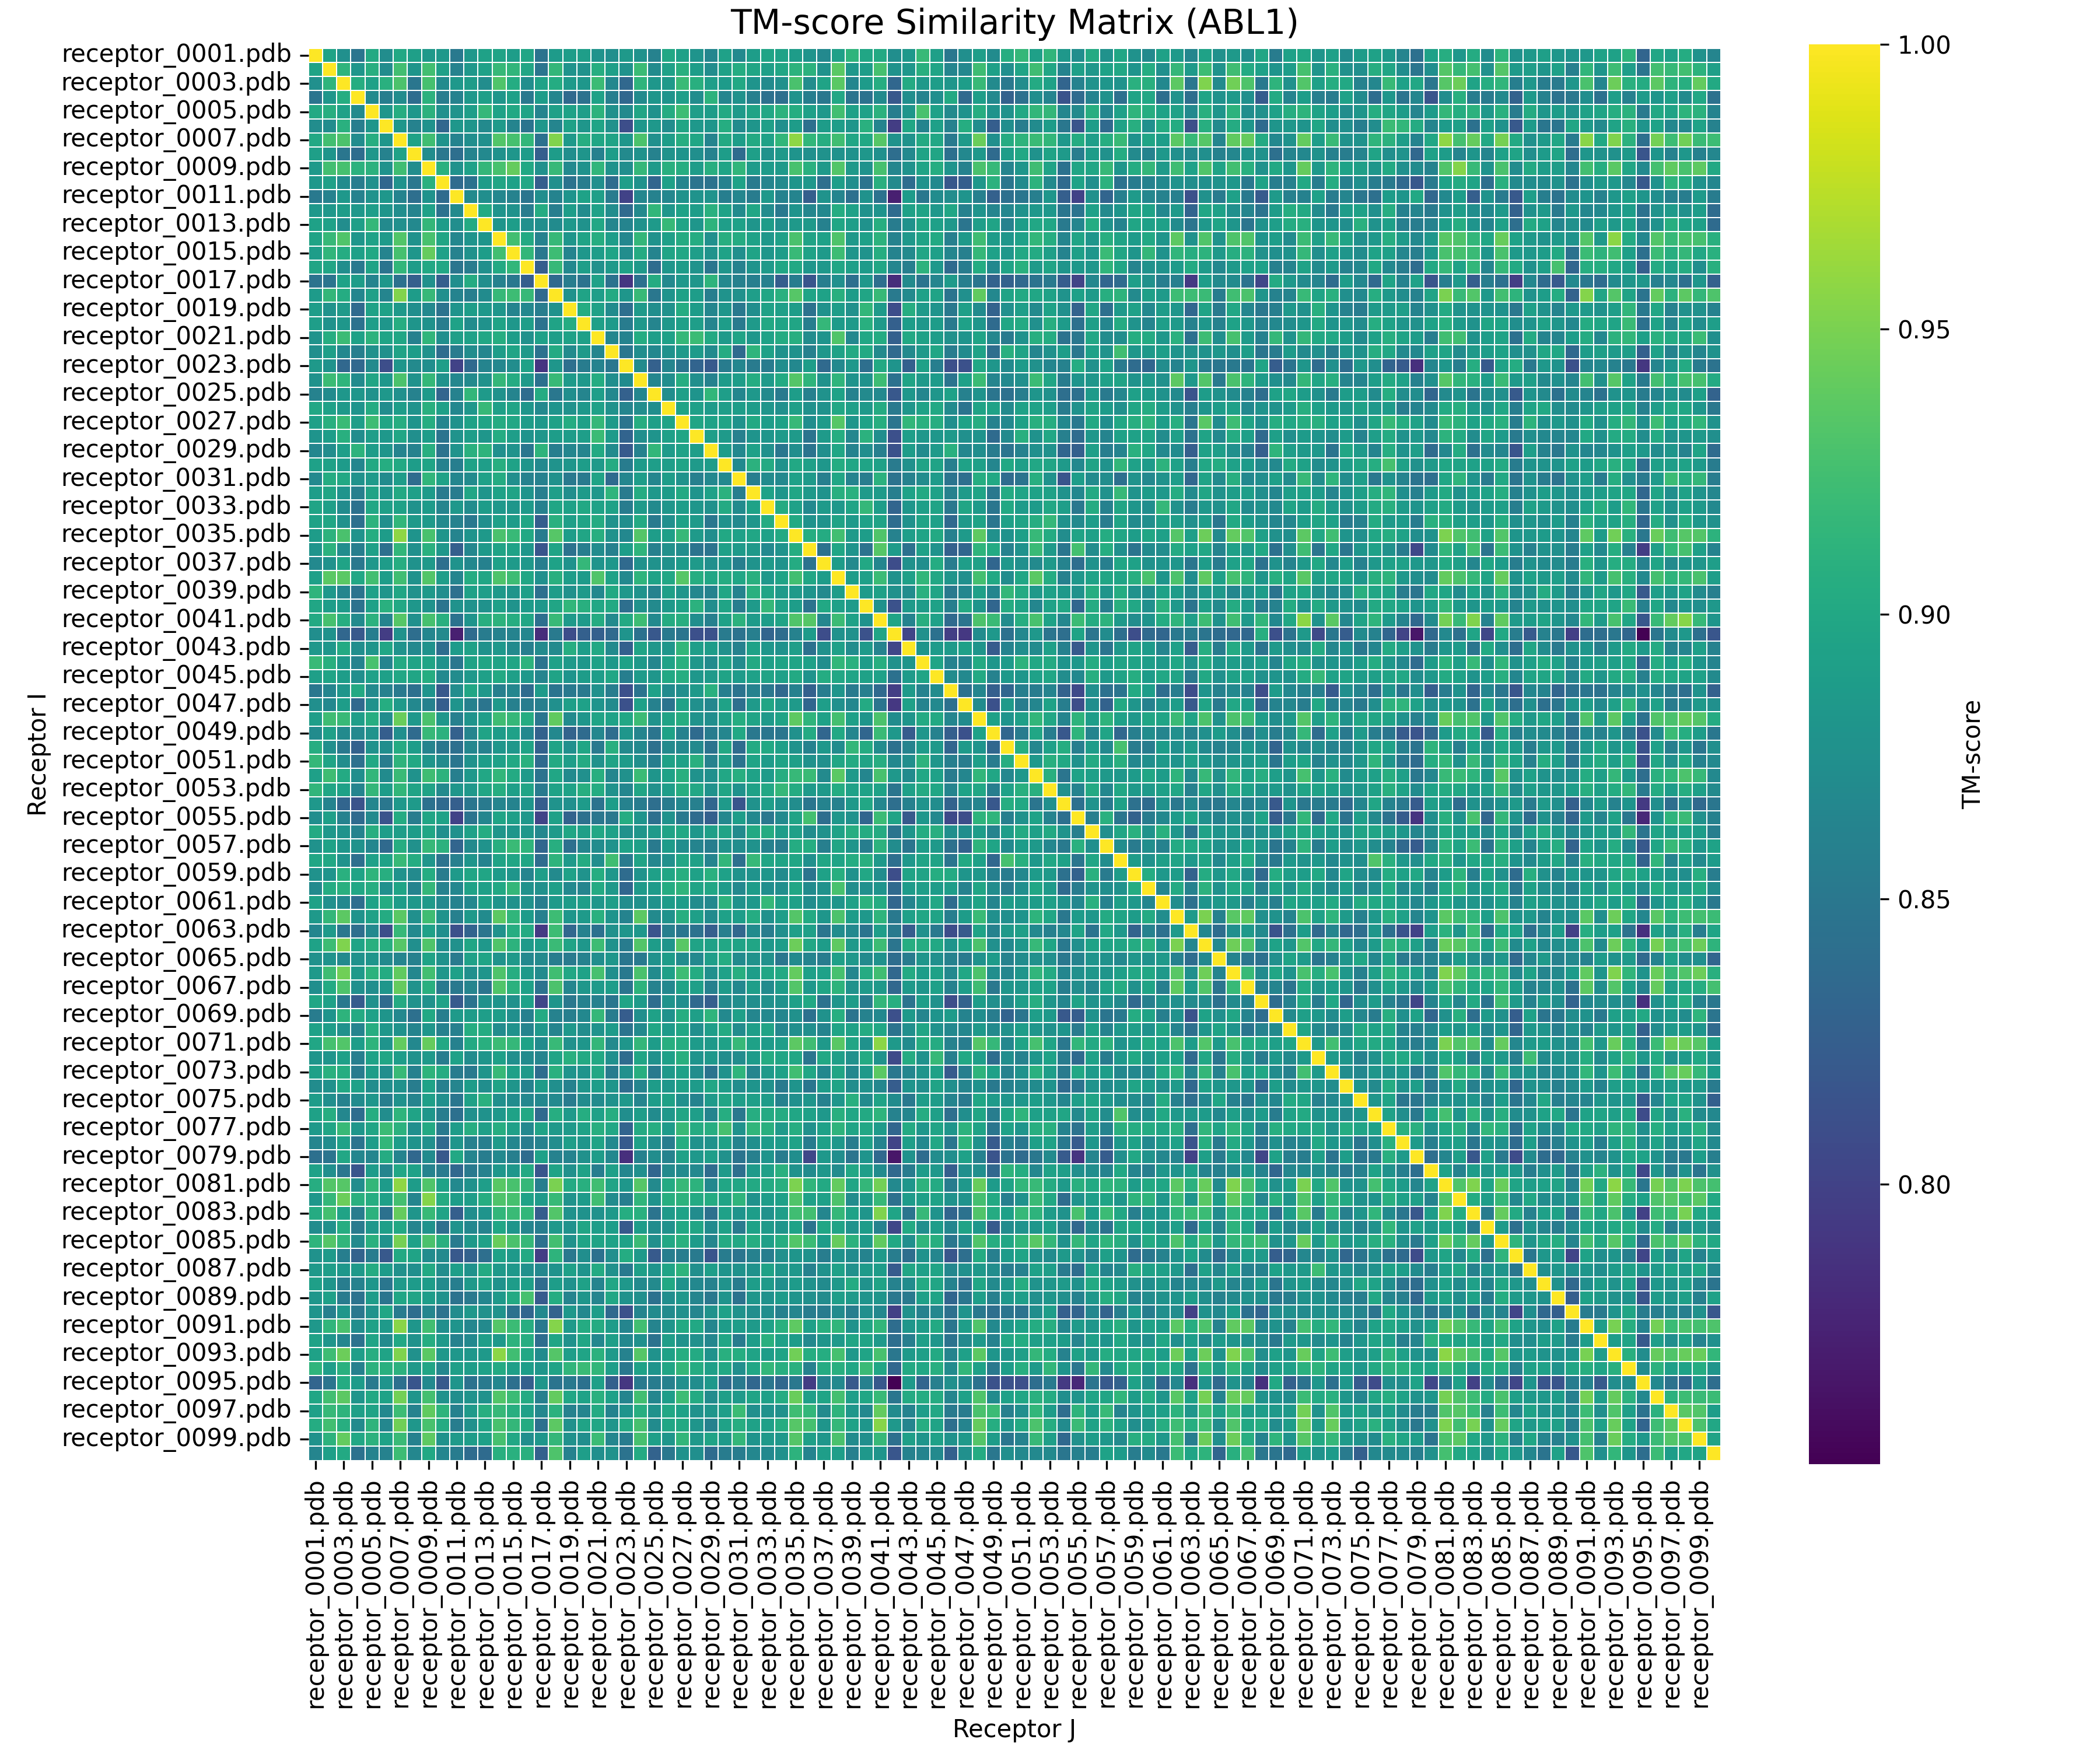 TM-score Similarity Matrix (ABL1)
receptor_0001.pdb
receptor_0003.pdb
receptor_0005.pdb
receptor_0007.pdb
receptor_0009.pdb
receptor_0011.pdb
receptor_0013.pdb
receptor_0015.pdb
receptor_0017.pdb
receptor_0019.pdb
receptor_0021.pdb
receptor_0023.pdb
receptor_0025.pdb
receptor_0027.pdb
receptor_0029.pdb
receptor_0031.pdb
receptor_0033.pdb
receptor_0035.pdb
receptor_0037.pdb
receptor_0039.pdb
receptor_0041.pdb
receptor_0043.pdb
receptor_0045.pdb
receptor_0047.pdb
receptor_0049.pdb
receptor_0051.pdb
receptor_0053.pdb
receptor_0055.pdb
receptor_0057.pdb
receptor_0059.pdb
receptor_0061.pdb
receptor_0063.pdb
receptor_0065.pdb
receptor_0067.pdb
receptor_0069.pdb
receptor_0071.pdb
receptor_0073.pdb
receptor_0075.pdb
receptor_0077.pdb
receptor_0079.pdb
receptor_0081.pdb
receptor_0083.pdb
receptor_0085.pdb
receptor_0087.pdb
receptor_0089.pdb
receptor_0091.pdb
receptor_0093.pdb
receptor_0095.pdb
receptor_0097.pdb
receptor_0099.pdb
Receptor I
receptor_0001.pdb
receptor_0003.pdb
receptor_0005.pdb
receptor_0007.pdb
receptor_0009.pdb
receptor_0011.pdb
receptor_0013.pdb
receptor_0015.pdb
receptor_0017.pdb
receptor_0019.pdb
receptor_0021.pdb
receptor_0023.pdb
receptor_0025.pdb
receptor_0027.pdb
receptor_0029.pdb
receptor_0031.pdb
receptor_0033.pdb
receptor_0035.pdb
receptor_0037.pdb
receptor_0039.pdb
receptor_0041.pdb
receptor_0043.pdb
receptor_0045.pdb
receptor_0047.pdb
receptor_0049.pdb
receptor_0051.pdb
receptor_0053.pdb
receptor_0055.pdb
receptor_0057.pdb
receptor_0059.pdb
receptor_0061.pdb
receptor_0063.pdb
receptor_0065.pdb
receptor_0067.pdb
receptor_0069.pdb
receptor_0071.pdb
receptor_0073.pdb
receptor_0075.pdb
receptor_0077.pdb
receptor_0079.pdb
receptor_0081.pdb
receptor_0083.pdb
receptor_0085.pdb
receptor_0087.pdb
receptor_0089.pdb
receptor_0091.pdb
receptor_0093.pdb
receptor_0095.pdb
receptor_0097.pdb
receptor_0099.pdb
Receptor J
1.00
0.95
0.90
0.85
0.80
TM-score